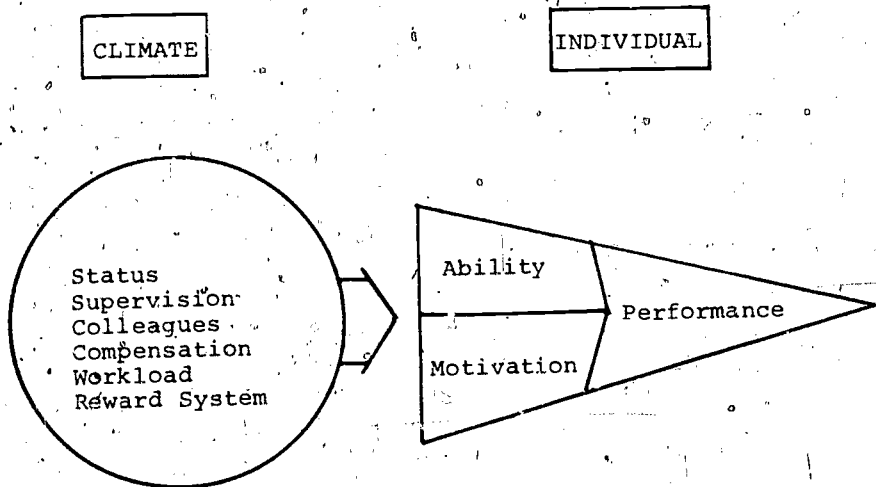 CLIMATE
INDIVIDUAL
Status
Supervision
Colleagues
Compensation
Workload
Reward System
Ability
Motivation
Performance